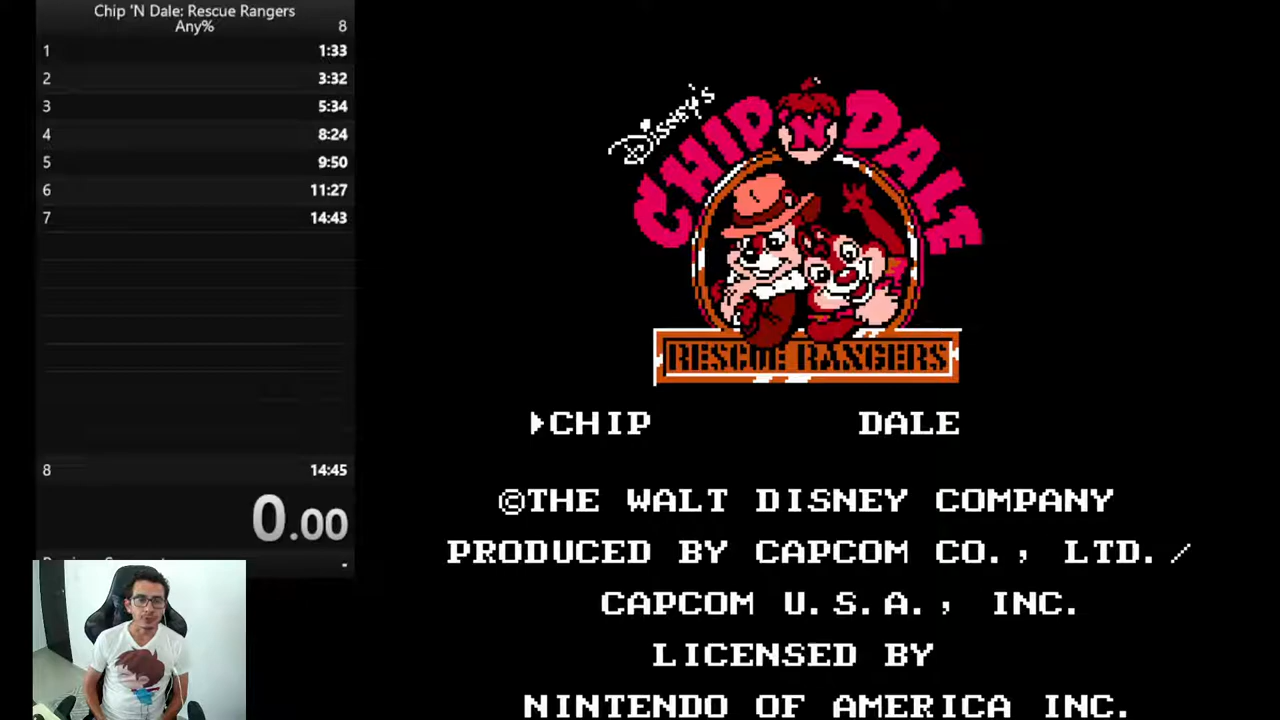 Chip 'N Dale: Rescue Rangers
Any% 8
1 1:33
2 3:32
3 5:34
4 8:24
5 9:50
6 11:27
7 14:43
8 14:45
0.00
-
Disney's
CHIP 'N DALE
RESCUE RANGERS
CHIP DALE
©THE WALT DISNEY COMPANY
PRODUCED BY CAPCOM CO., LTD./
CAPCOM U.S.A., INC.
LICENSED BY
NINTENDO OF AMERICA INC.